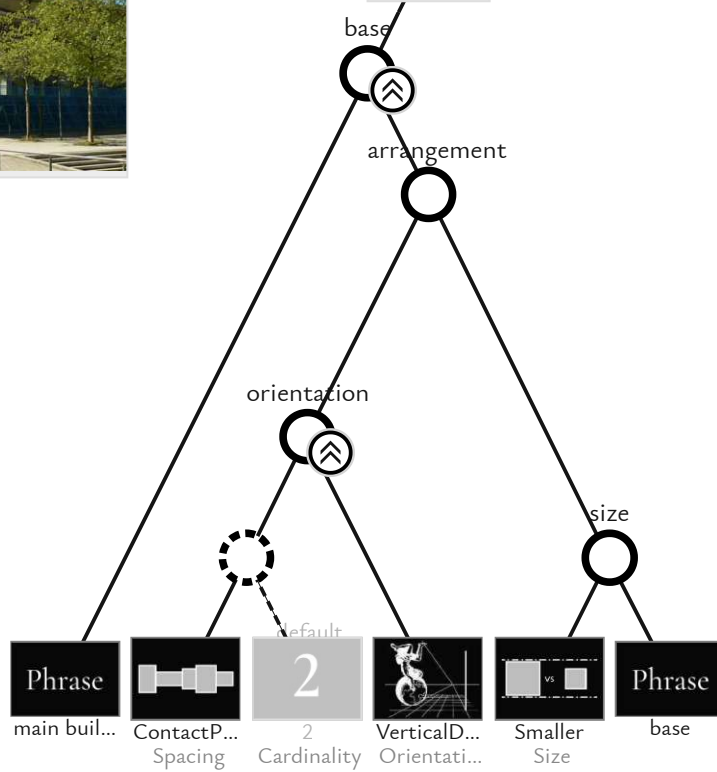 base
arrangement
orientation
size
default
Phrase
2
vs
Phrase
main buil...
ContactP...
2
VerticalD...
Smaller
base
Spacing
Cardinality
Orientati...
Size